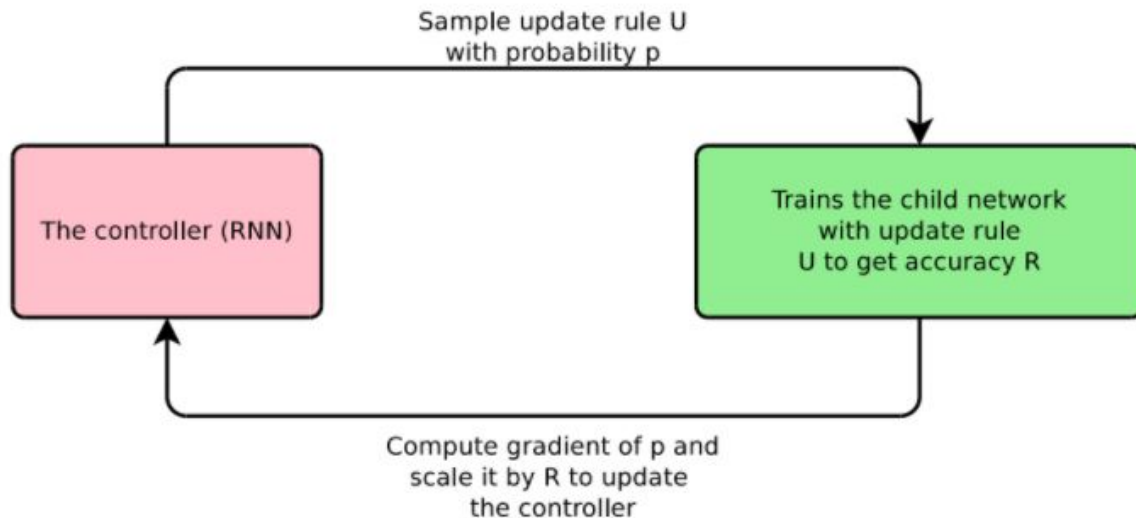 Sample update rule U
with probability p
The controller (RNN)
Trains the child network
with update rule
U to get accuracy R
Compute gradient of p and
scale it by R to update
the controller